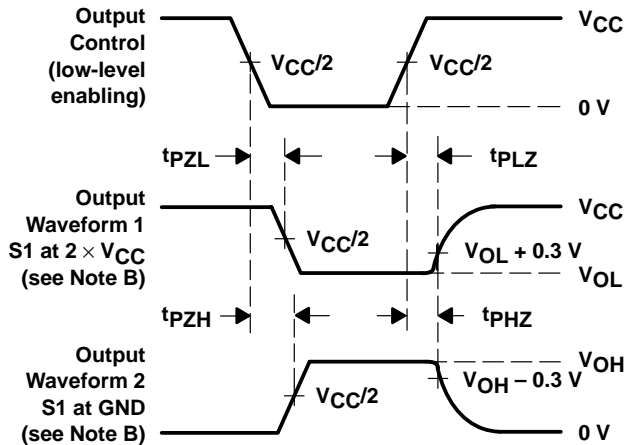 Output
Control
(low-level
enabling)
VCC/2
VCC/2
VCC
0 V
tPZL
tPLZ
Output
Waveform 1
S1 at 2 × VCC
(see Note B)
VCC/2
VCC
VOL + 0.3 V
VOL
tPZH
tPHZ
Output
Waveform 2
S1 at GND
(see Note B)
VCC/2
VOH
VOH – 0.3 V
0 V